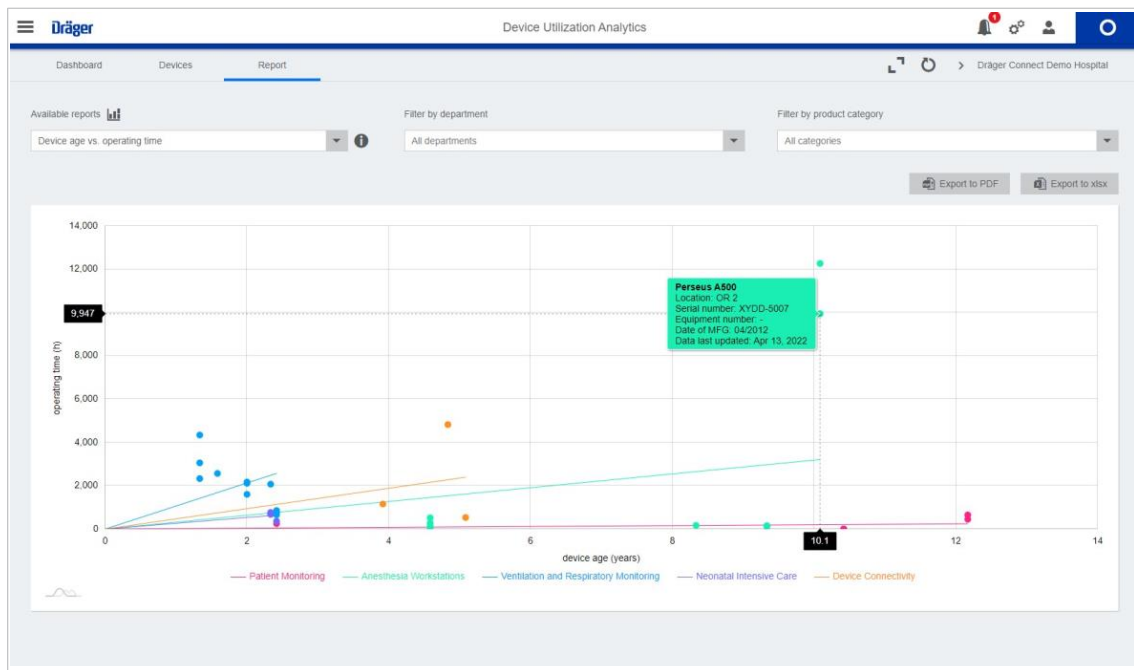 Dräger
Device Utilization Analytics
1
Dashboard
Devices
Report
Dräger Connect Demo Hospital
Available reports
Filter by department
Filter by product category
Device age vs. operating time
All departments
All categories
Export to PDF
Export to xlsx
14,000
12,000
9,947
8,000
6,000
4,000
2,000
0
operating time (h)
Perseus A500
Location: OR 2
Serial number: XYDD-5007
Equipment number: -
Date of MFG: 04/2012
Data last updated: Apr 13, 2022
0
2
4
6
8
10.1
12
14
device age (years)
Patient Monitoring
Anesthesia Workstations
Ventilation and Respiratory Monitoring
Neonatal Intensive Care
Device Connectivity